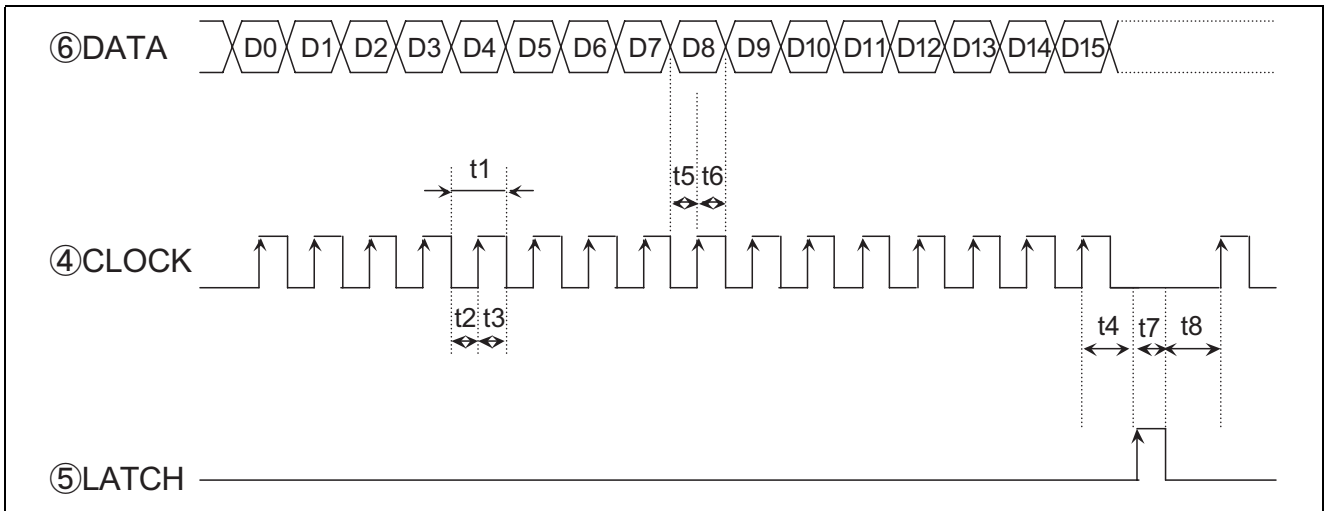 ⑥DATA D0 D1 D2 D3 D4 D5 D6 D7 D8 D9 D10 D11 D12 D13 D14 D15
t1
t5 t6
④CLOCK
t2 t3
t4 t7 t8
⑤LATCH